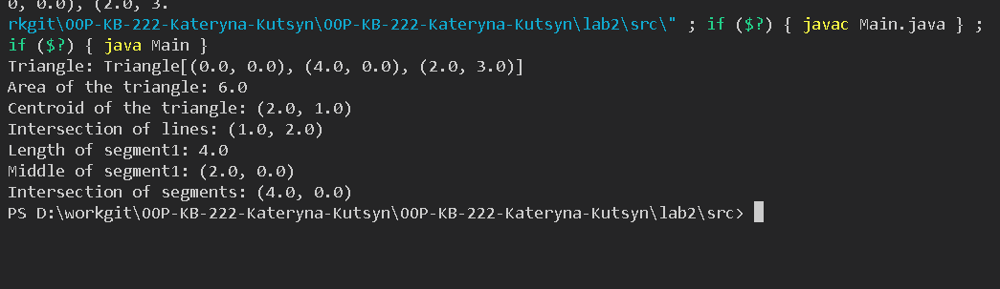 0, 0.0), (2.0, 3.
rkgit\OOP-KB-222-Kateryna-Kutsyn\OOP-KB-222-Kateryna-Kutsyn\lab2\src\" ; if ($?) { javac Main.java } ;
if ($?) { java Main }
Triangle: Triangle[(0.0, 0.0), (4.0, 0.0), (2.0, 3.0)]
Area of the triangle: 6.0
Centroid of the triangle: (2.0, 1.0)
Intersection of lines: (1.0, 2.0)
Length of segment1: 4.0
Middle of segment1: (2.0, 0.0)
Intersection of segments: (4.0, 0.0)
PS D:\workgit\OOP-KB-222-Kateryna-Kutsyn\OOP-KB-222-Kateryna-Kutsyn\lab2\src>